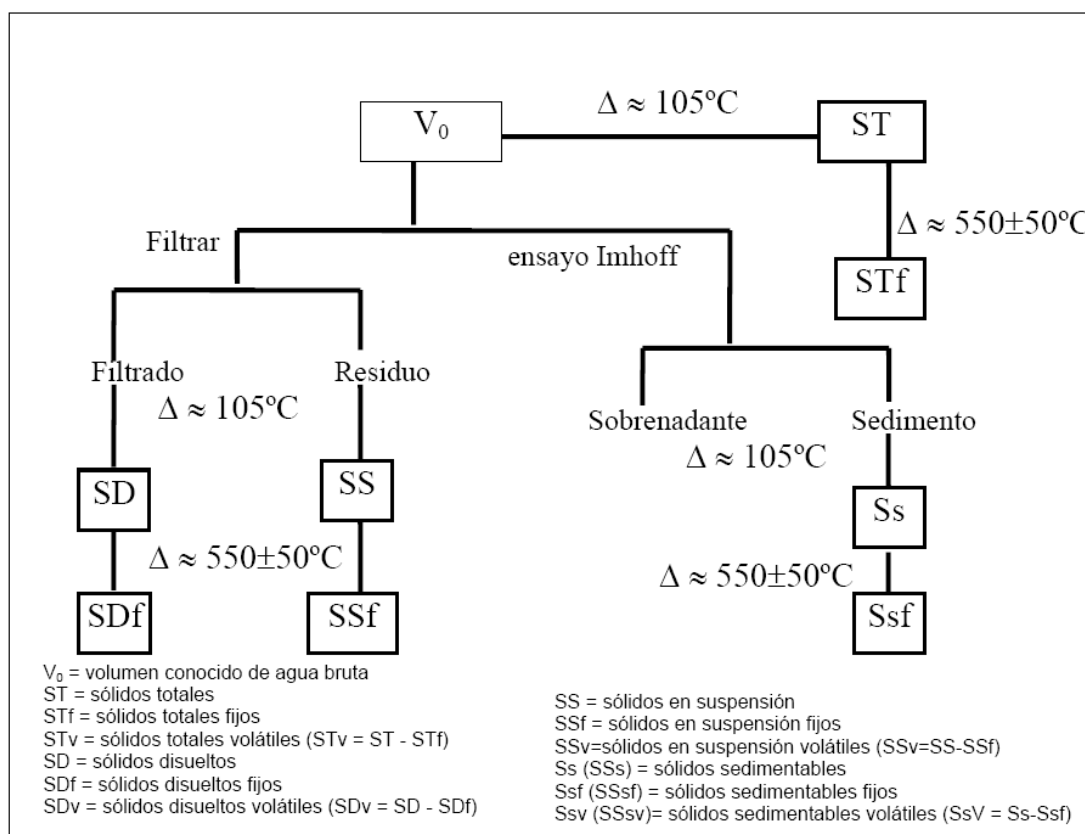 Δ ≈ 105ºC
V₀
ST
Δ ≈ 550±50ºC
Filtrar
ensayo Imhoff
STf
Filtrado
Residuo
Δ ≈ 105ºC
Sobrenadante
Sedimento
Δ ≈ 105ºC
SD
SS
Ss
Δ ≈ 550±50ºC
Δ ≈ 550±50ºC
SDf
SSf
Ssf
V₀ = volumen conocido de agua bruta
ST = sólidos totales
STf = sólidos totales fijos
STv = sólidos totales volátiles (STv = ST - STf)
SD = sólidos disueltos
SDf = sólidos disueltos fijos
SDv = sólidos disueltos volátiles (SDv = SD - SDf)
SS = sólidos en suspensión
SSf = sólidos en suspensión fijos
SSv=sólidos en suspensión volátiles (SSv=SS-SSf)
Ss (SSs) = sólidos sedimentables
Ssf (SSsf) = sólidos sedimentables fijos
Ssv (SSsv)= sólidos sedimentables volátiles (SsV = Ss-Ssf)